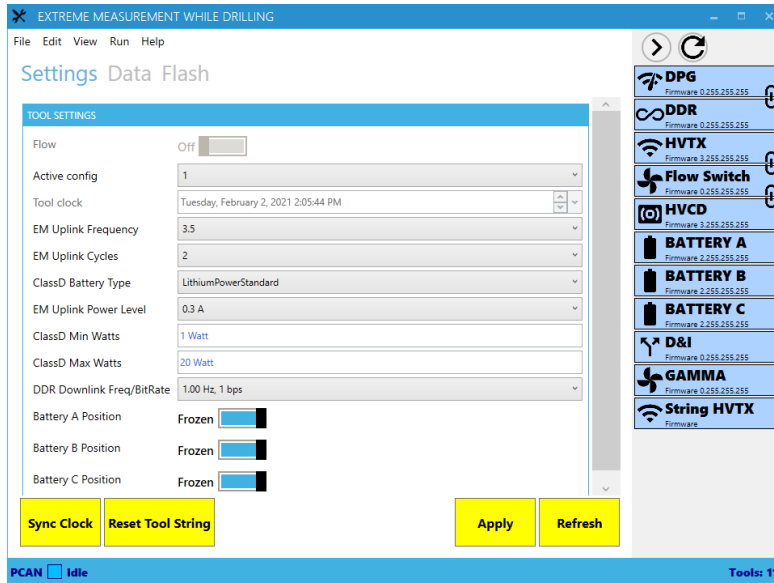 EXTREME MEASUREMENT WHILE DRILLING
File Edit View Run Help
Settings Data Flash
TOOL SETTINGS
Flow Off
Active config 1
Tool clock Tuesday, February 2, 2021 2:05:44 PM
EM Uplink Frequency 3.5
EM Uplink Cycles 2
ClassD Battery Type LithiumPowerStandard
EM Uplink Power Level 0.3 A
ClassD Min Watts 1 Watt
ClassD Max Watts 20 Watt
DDR Downlink Freq/BitRate 1.00 Hz, 1 bps
Battery A Position Frozen
Battery B Position Frozen
Battery C Position Frozen
Sync Clock Reset Tool String Apply Refresh
DPG
Firmware 0.255.255.255
DDR
Firmware 0.255.255.255
HVTX
Firmware 3.255.255.255
Flow Switch
Firmware 0.255.255.255
HVCD
Firmware 3.255.255.255
BATTERY A
Firmware 2.255.255.255
BATTERY B
Firmware 2.255.255.255
BATTERY C
Firmware 2.255.255.255
D&I
Firmware 0.255.255.255
GAMMA
Firmware 0.255.255.255
String HVTX
Firmware
PCAN Idle
Tools: